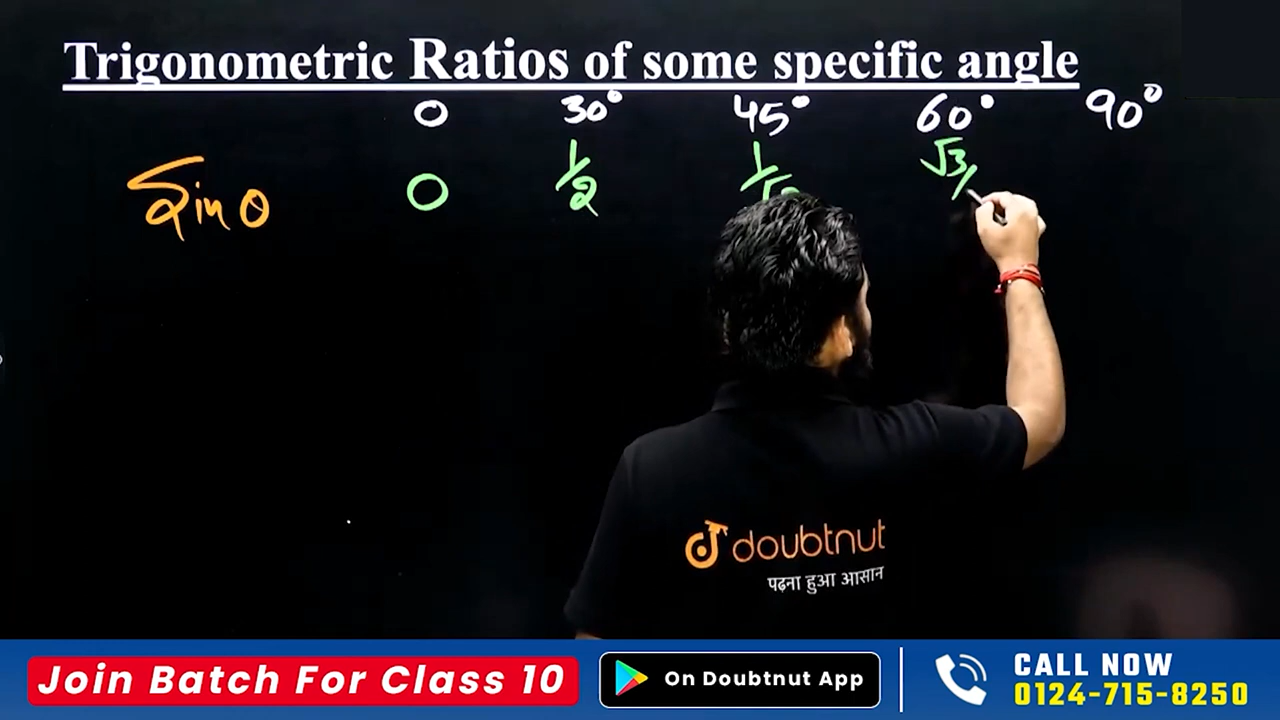 Trigonometric Ratios of some specific angle
0 30° 45° 60° 90°
Sin θ 0 1/2 1/√ √3/
doubtnut
पढ़ना हुआ आसान
Join Batch For Class 10
On Doubtnut App
CALL NOW
0124-715-8250